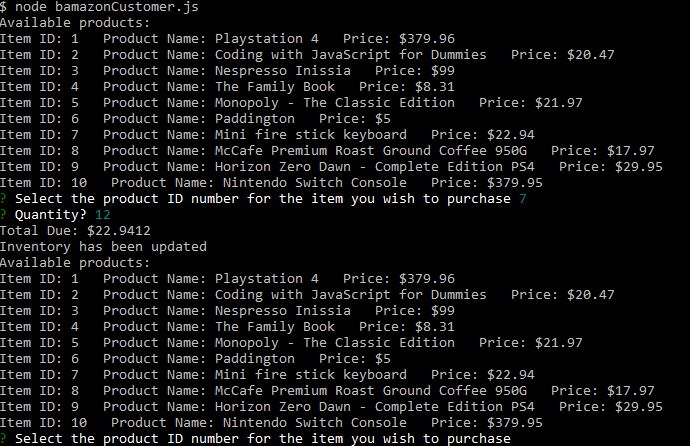 $ node bamazonCustomer.js
Available products:
Item ID: 1   Product Name: Playstation 4   Price: $379.96
Item ID: 2   Product Name: Coding with JavaScript for Dummies   Price: $20.47
Item ID: 3   Product Name: Nespresso Inissia   Price: $99
Item ID: 4   Product Name: The Family Book   Price: $8.31
Item ID: 5   Product Name: Monopoly - The Classic Edition   Price: $21.97
Item ID: 6   Product Name: Paddington   Price: $5
Item ID: 7   Product Name: Mini fire stick keyboard   Price: $22.94
Item ID: 8   Product Name: McCafe Premium Roast Ground Coffee 950G   Price: $17.97
Item ID: 9   Product Name: Horizon Zero Dawn - Complete Edition PS4   Price: $29.95
Item ID: 10   Product Name: Nintendo Switch Console   Price: $379.95
? Select the product ID number for the item you wish to purchase 7
? Quantity? 12
Total Due: $22.9412
Inventory has been updated
Available products:
Item ID: 1   Product Name: Playstation 4   Price: $379.96
Item ID: 2   Product Name: Coding with JavaScript for Dummies   Price: $20.47
Item ID: 3   Product Name: Nespresso Inissia   Price: $99
Item ID: 4   Product Name: The Family Book   Price: $8.31
Item ID: 5   Product Name: Monopoly - The Classic Edition   Price: $21.97
Item ID: 6   Product Name: Paddington   Price: $5
Item ID: 7   Product Name: Mini fire stick keyboard   Price: $22.94
Item ID: 8   Product Name: McCafe Premium Roast Ground Coffee 950G   Price: $17.97
Item ID: 9   Product Name: Horizon Zero Dawn - Complete Edition PS4   Price: $29.95
Item ID: 10   Product Name: Nintendo Switch Console   Price: $379.95
? Select the product ID number for the item you wish to purchase